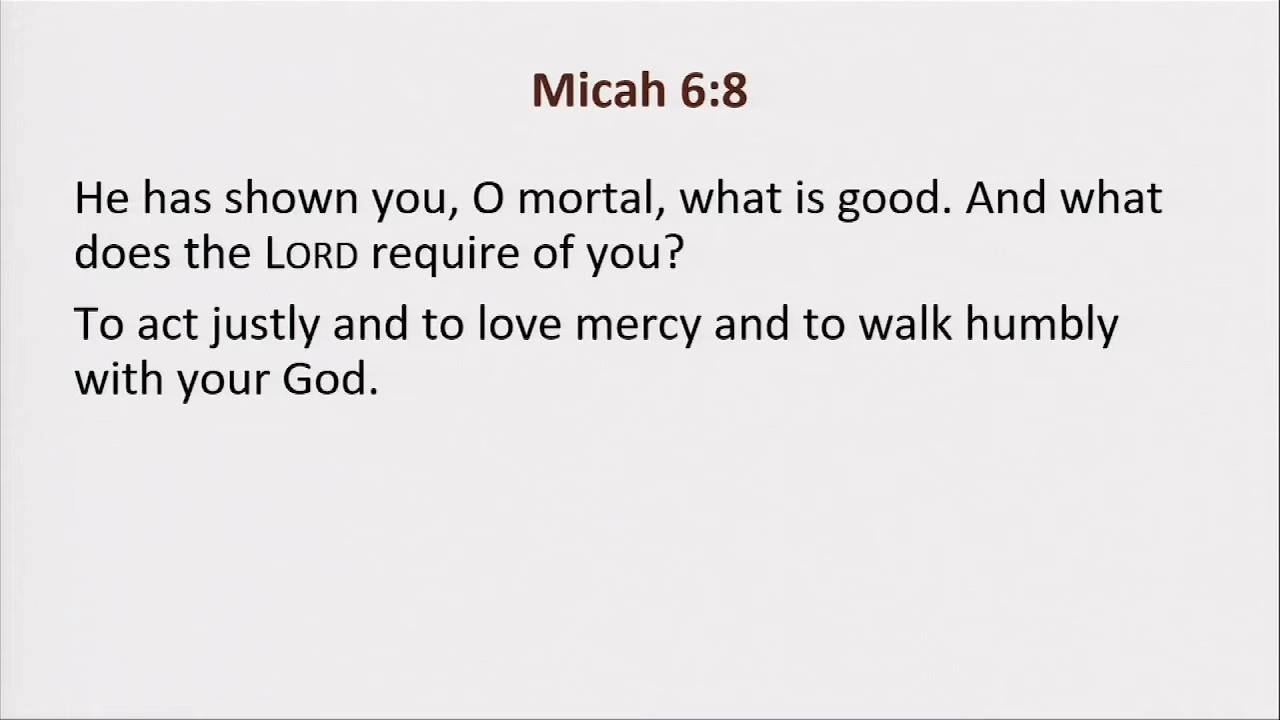 Micah 6:8
He has shown you, O mortal, what is good. And what
does the LORD require of you?
To act justly and to love mercy and to walk humbly
with your God.